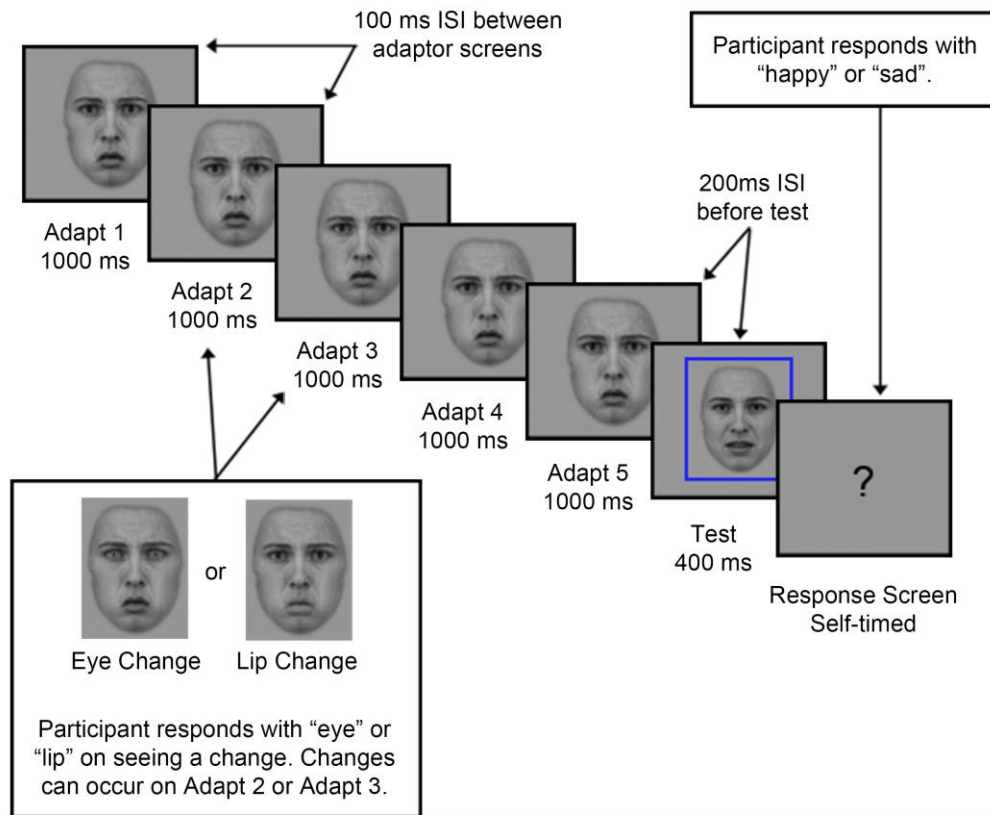 100 ms ISI between
adaptor screens
Participant responds with
“happy” or “sad”.
200ms ISI
before test
Adapt 1
1000 ms
Adapt 2
1000 ms
Adapt 3
1000 ms
Adapt 4
1000 ms
Adapt 5
1000 ms
Test
400 ms
?
Response Screen
Self-timed
or
Eye Change
Lip Change
Participant responds with “eye” or
“lip” on seeing a change. Changes
can occur on Adapt 2 or Adapt 3.